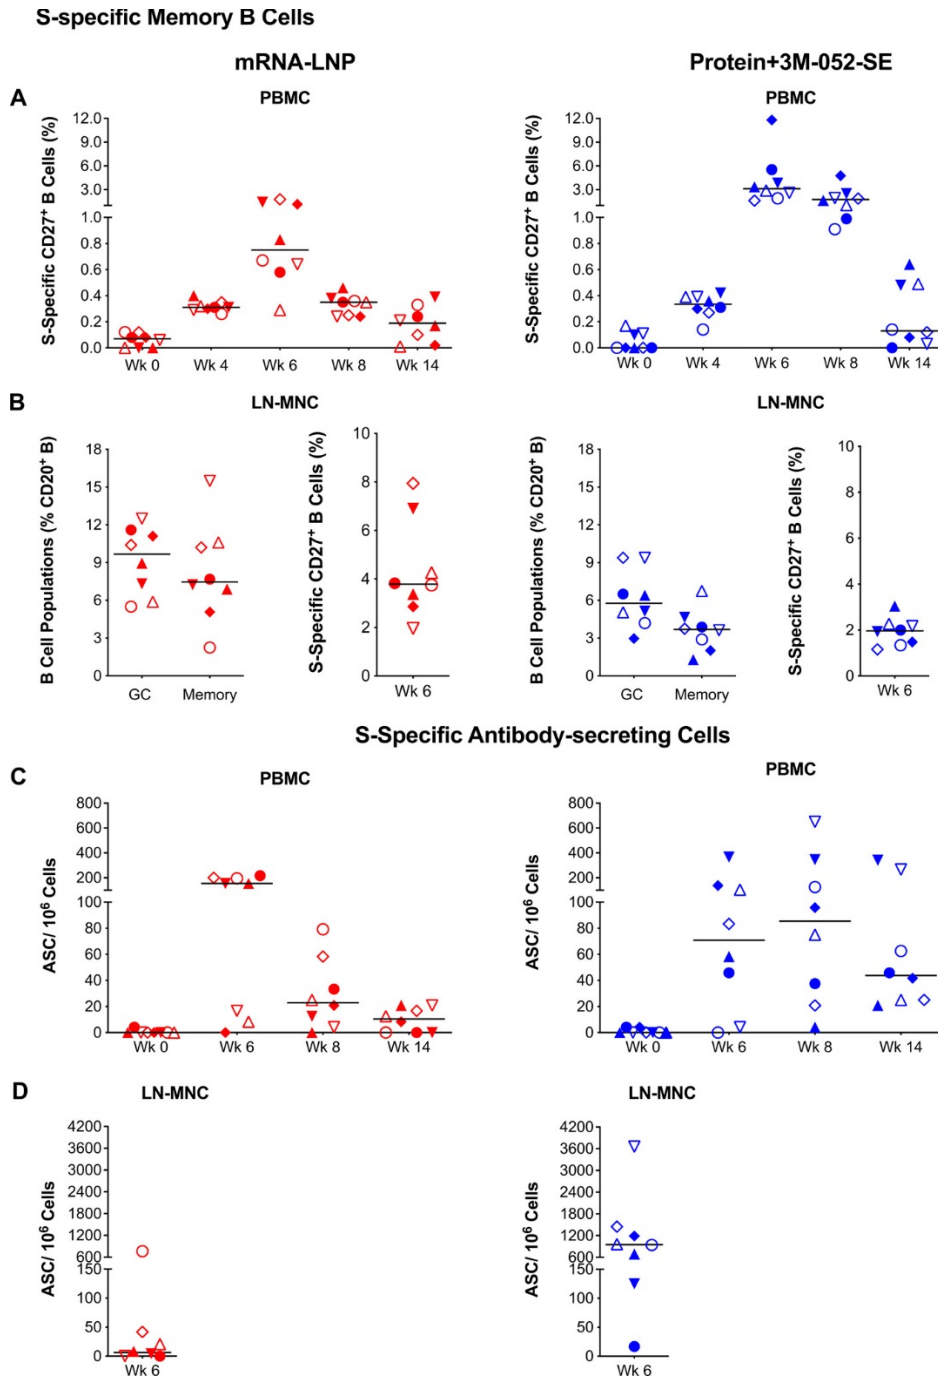 S-specific Memory B Cells
mRNA-LNP
Protein+3M-052-SE
A
PBMC
S-Specific CD27+ B Cells (%)
12.0
9.0
6.0
3.0
1.0
0.8
0.6
0.4
0.2
0.0
Wk 0 Wk 4 Wk 6 Wk 8 Wk 14
PBMC
S-Specific CD27+ B Cells (%)
12.0
9.0
6.0
3.0
1.0
0.8
0.6
0.4
0.2
0.0
Wk 0 Wk 4 Wk 6 Wk 8 Wk 14
B
LN-MNC
B Cell Populations (% CD20+ B)
18
15
12
9
6
3
0
GC Memory
S-Specific CD27+ B Cells (%)
10
8
6
4
2
0
Wk 6
LN-MNC
B Cell Populations (% CD20+ B)
18
15
12
9
6
3
0
GC Memory
S-Specific CD27+ B Cells (%)
10
8
6
4
2
0
Wk 6
S-Specific Antibody-secreting Cells
C
PBMC
ASC/ 10⁶ Cells
800
600
400
200
100
80
60
40
20
0
Wk 0 Wk 6 Wk 8 Wk 14
PBMC
ASC/ 10⁶ Cells
800
600
400
200
100
80
60
40
20
0
Wk 0 Wk 6 Wk 8 Wk 14
D
LN-MNC
ASC/ 10⁶ Cells
4200
3600
3000
2400
1800
1200
600
150
100
50
0
Wk 6
LN-MNC
ASC/ 10⁶ Cells
4200
3600
3000
2400
1800
1200
600
150
100
50
0
Wk 6